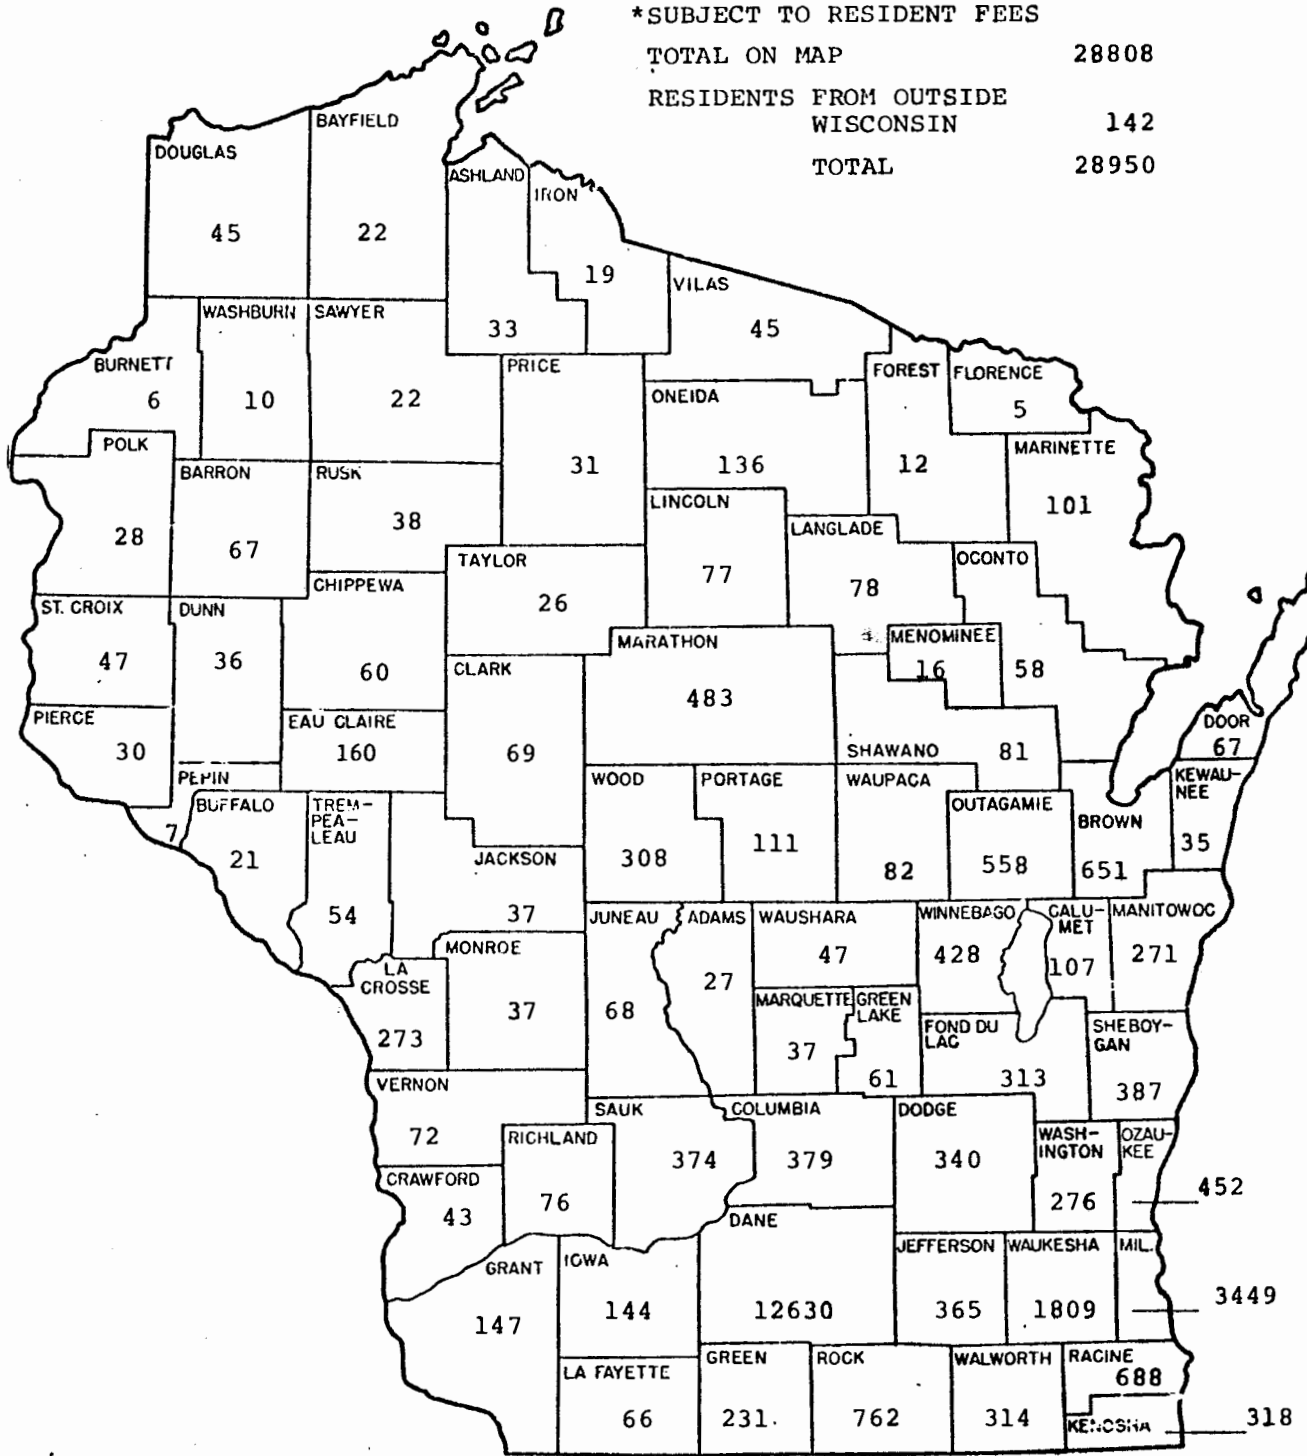 *SUBJECT TO RESIDENT FEES
TOTAL ON MAP 28808
RESIDENTS FROM OUTSIDE
WISCONSIN 142
TOTAL 28950
BAYFIELD
22
DOUGLAS
45
ASHLAND
33
IRON
19
VILAS
45
WASHBURN
10
SAWYER
22
BURNETT
6
PRICE
31
ONEIDA
136
FOREST
12
FLORENCE
5
MARINETTE
101
POLK
28
BARRON
67
RUSK
38
LINCOLN
77
LANGLADE
78
OCONTO
58
TAYLOR
26
CHIPPEWA
60
ST. CROIX
47
DUNN
36
MARATHON
483
MENOMINEE
16
CLARK
69
PIERCE
30
EAU CLAIRE
160
SHAWANO
81
DOOR
67
PEPIN
7
BUFFALO
21
TREM-
PEA-
LEAU
54
WOOD
308
PORTAGE
111
WAUPACA
82
OUTAGAMIE
558
BROWN
651
KEWAU-
NEE
35
JACKSON
37
JUNEAU
68
ADAMS
27
WAUSHARA
47
WINNEBAGO
428
CALU-
MET
107
MANITOWOC
271
MONROE
37
LA
CROSSE
273
MARQUETTE
37
GREEN
LAKE
61
FOND DU
LAC
313
SHEBOY-
GAN
387
VERNON
72
SAUK
374
COLUMBIA
379
DODGE
340
WASH-
INGTON
276
OZAU-
KEE
452
RICHLAND
76
CRAWFORD
43
DANE
12630
JEFFERSON
365
WAUKESHA
1809
MIL.
3449
GRANT
147
IOWA
144
LA FAYETTE
66
GREEN
231.
ROCK
762
WALWORTH
314
RACINE
688
KENOSHA
318